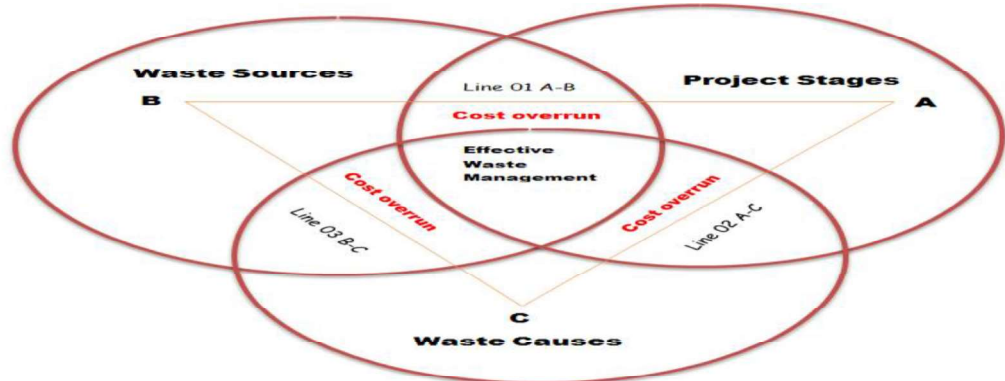 Waste Sources
Project Stages
Line 01 A-B
B
A
Cost overrun
Effective
Waste
Management
Cost overrun
Cost overrun
Line 03 B-C
Line 02 A-C
C
Waste Causes